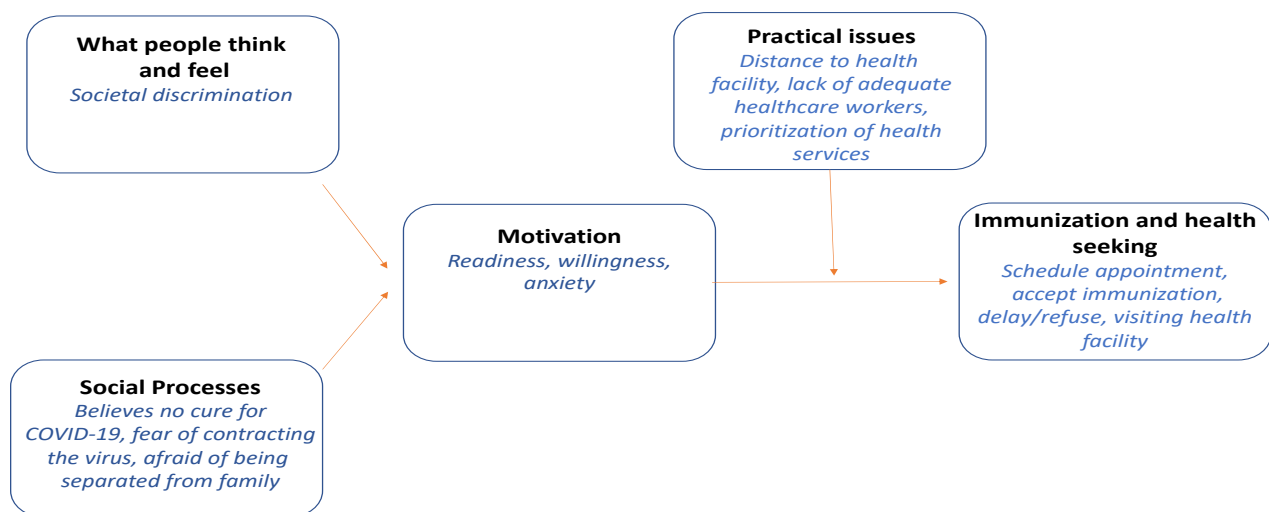 What people think
and feel
Societal discrimination
Practical issues
Distance to health
facility, lack of adequate
healthcare workers,
prioritization of health
services
Motivation
Readiness, willingness,
anxiety
Immunization and health
seeking
Schedule appointment,
accept immunization,
delay/refuse, visiting health
facility
Social Processes
Believes no cure for
COVID-19, fear of contracting
the virus, afraid of being
separated from family